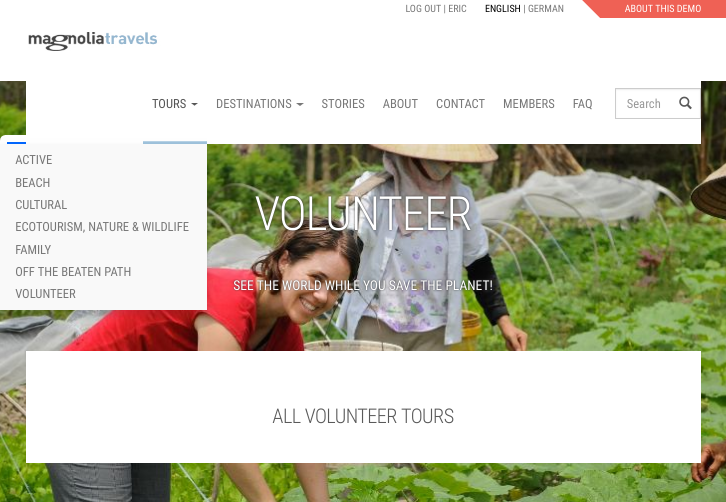 LOG OUT | ERIC ENGLISH | GERMAN ABOUT THIS DEMO
magnoliatravels
TOURS DESTINATIONS STORIES ABOUT CONTACT MEMBERS FAQ Search
ACTIVE
BEACH
CULTURAL
ECOTOURISM, NATURE & WILDLIFE
FAMILY
OFF THE BEATEN PATH
VOLUNTEER
VOLUNTEER
SEE THE WORLD WHILE YOU SAVE THE PLANET!
ALL VOLUNTEER TOURS